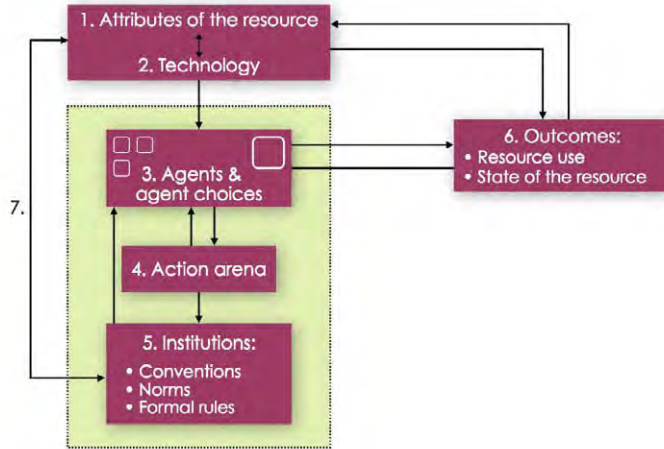 1. Attributes of the resource
2. Technology
3. Agents &
agent choices
4. Action arena
5. Institutions:
• Conventions
• Norms
• Formal rules
6. Outcomes:
• Resource use
• State of the resource
7.